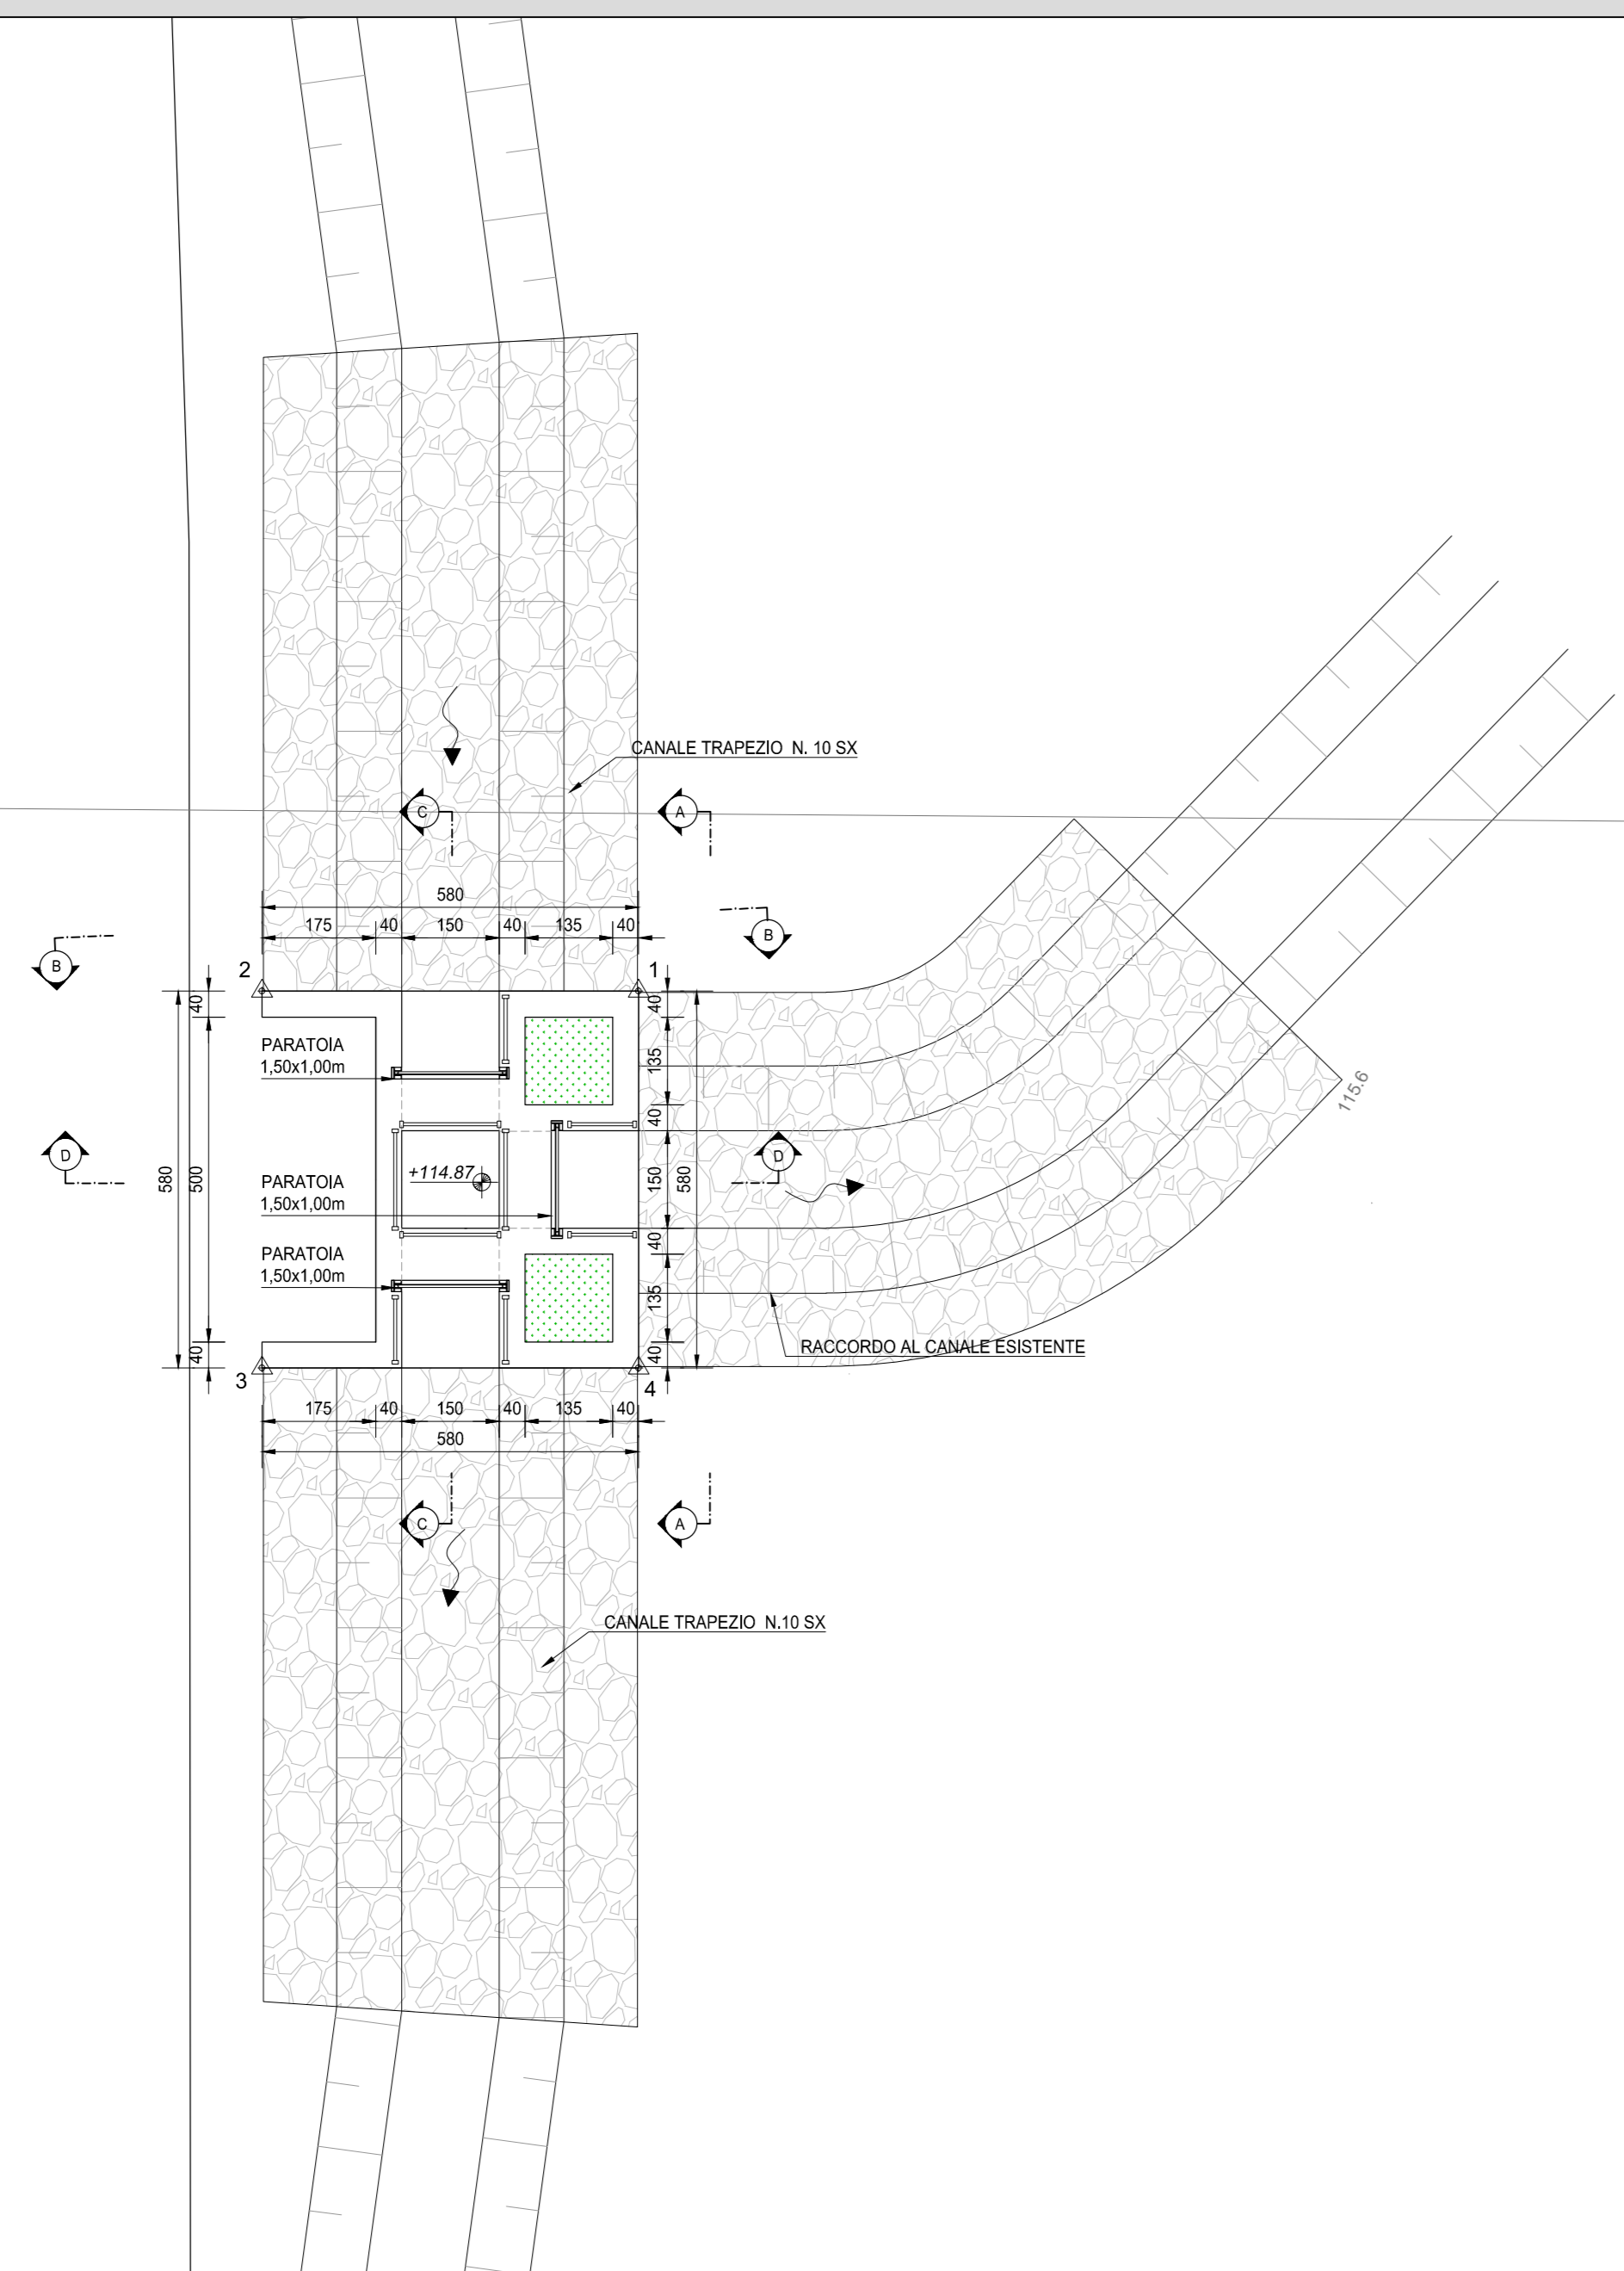 CANALE TRAPEZIO N. 10 SX
C
A
580
175
40
150
40
135
40
B
B
2
1
40
40
PARATOIA
1,50x1,00m
135
40
D
D
580
500
+114.87
150
580
115.6
PARATOIA
1,50x1,00m
40
PARATOIA
1,50x1,00m
135
RACCORDO AL CANALE ESISTENTE
40
40
3
4
175
40
150
40
135
40
580
C
A
CANALE TRAPEZIO N.10 SX